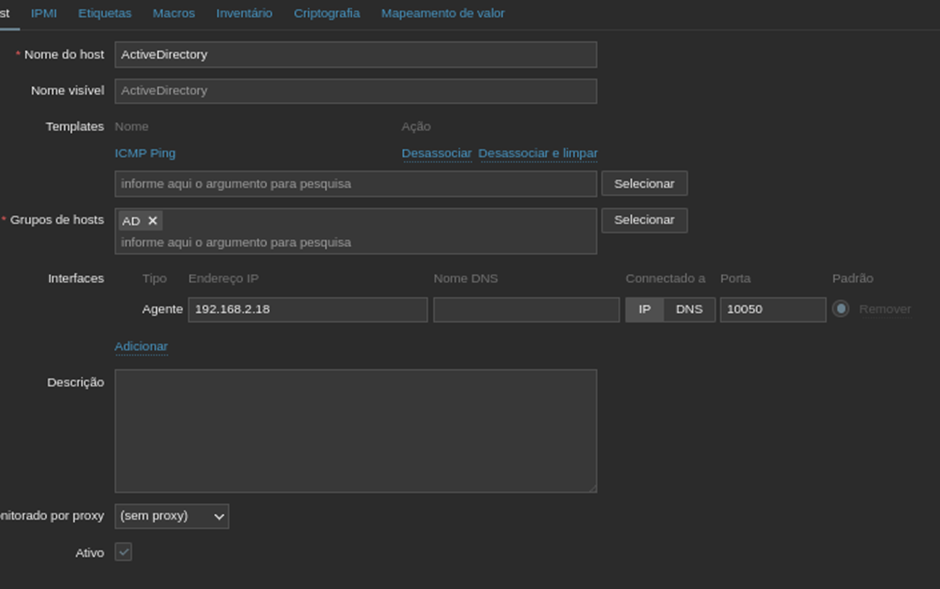 st IPMI Etiquetas Macros Inventário Criptografia Mapeamento de valor
* Nome do host ActiveDirectory
Nome visível ActiveDirectory
Templates Nome Ação
ICMP Ping Desassociar Desassociar e limpar
informe aqui o argumento para pesquisa Selecionar
* Grupos de hosts AD ✕ Selecionar
informe aqui o argumento para pesquisa
Interfaces Tipo Endereço IP Nome DNS Connectado a Porta Padrão
Agente 192.168.2.18 IP DNS 10050 Remover
Adicionar
Descrição
nitorado por proxy (sem proxy)
Ativo